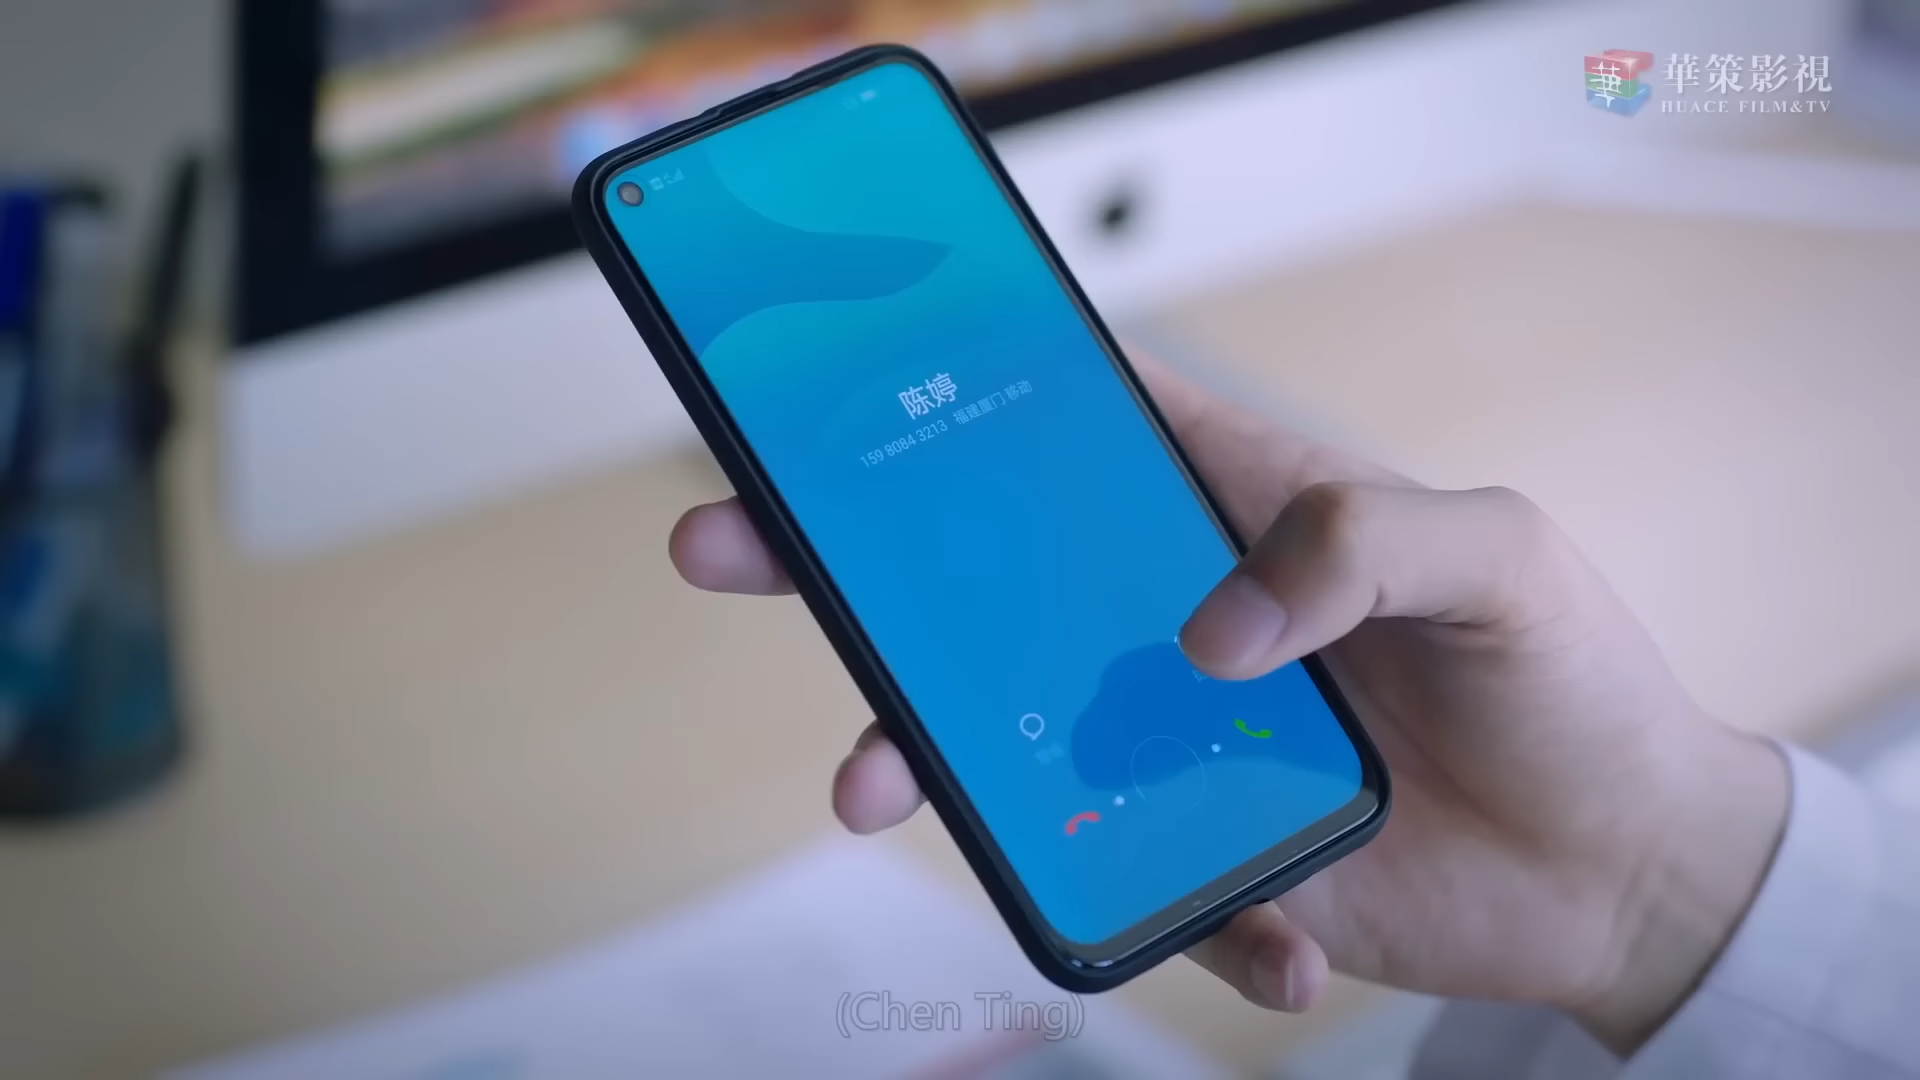 華策影視
HUACE FILM&TV
陈婷
159 8084 3213 福建厦门 移动
(Chen Ting)